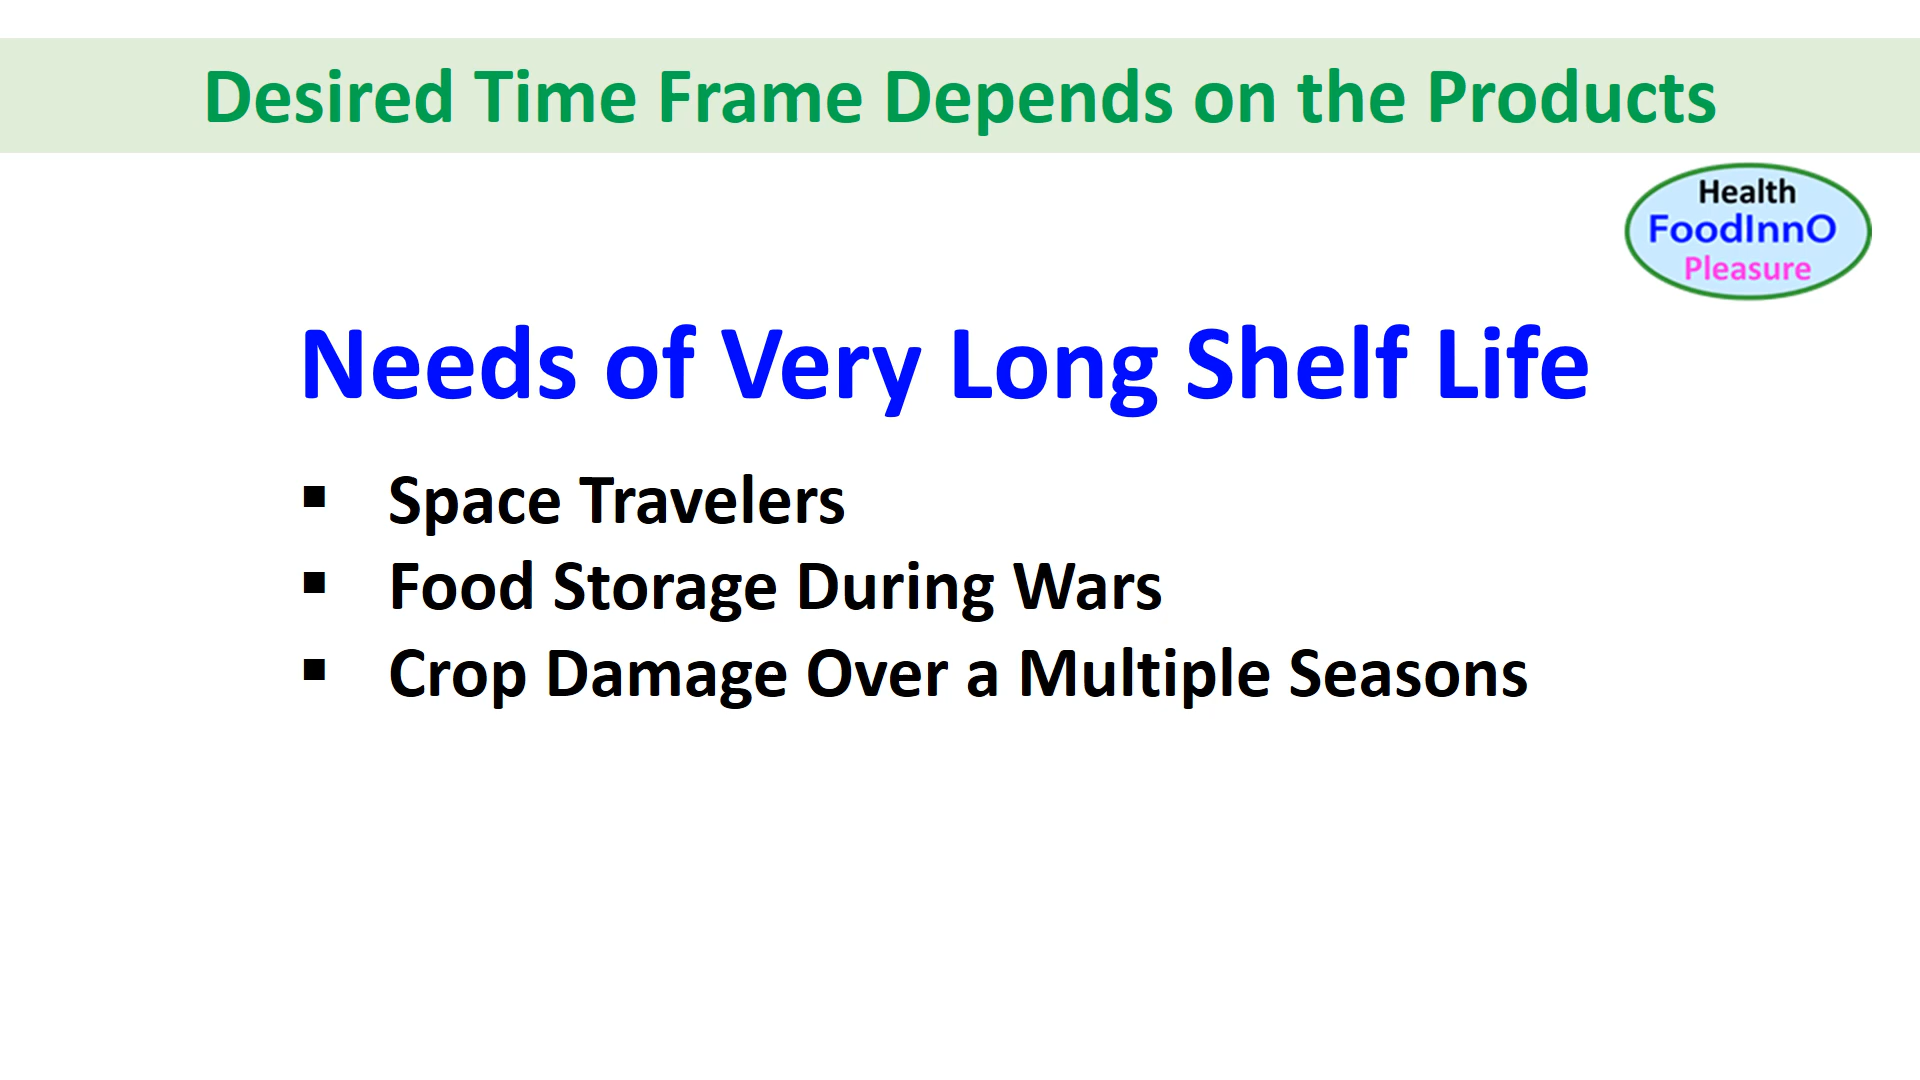 Desired Time Frame Depends on the Products
Health
FoodInnO
Pleasure
Needs of Very Long Shelf Life
▪ Space Travelers
▪ Food Storage During Wars
▪ Crop Damage Over a Multiple Seasons